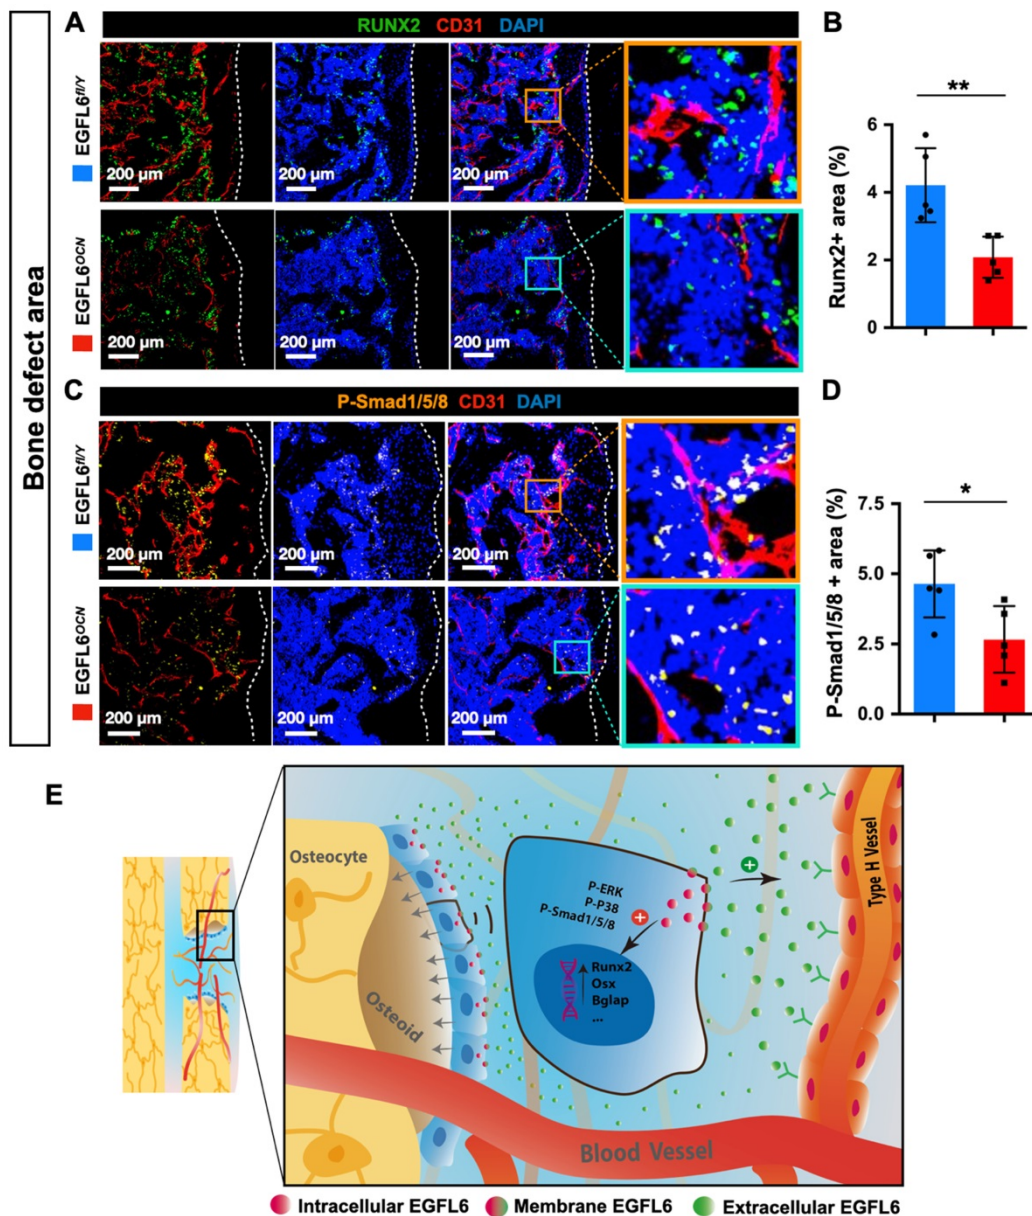 Bone defect area
A
RUNX2 CD31 DAPI
EGFL6fl/Y
200 µm
200 µm
200 µm
EGFL6OCN
200 µm
200 µm
200 µm
B
**
Runx2+ area (%)
6
4
2
0
C
P-Smad1/5/8 CD31 DAPI
EGFL6fl/Y
200 µm
200 µm
200 µm
EGFL6OCN
200 µm
200 µm
200 µm
D
*
P-Smad1/5/8 + area (%)
7.5
5.0
2.5
0.0
E
Osteocyte
Osteoid
P-ERK
P-P38
P-Smad1/5/8
+
+
Runx2
Osx
Bglap
...
Type H Vessel
Blood Vessel
Intracellular EGFL6
Membrane EGFL6
Extracellular EGFL6